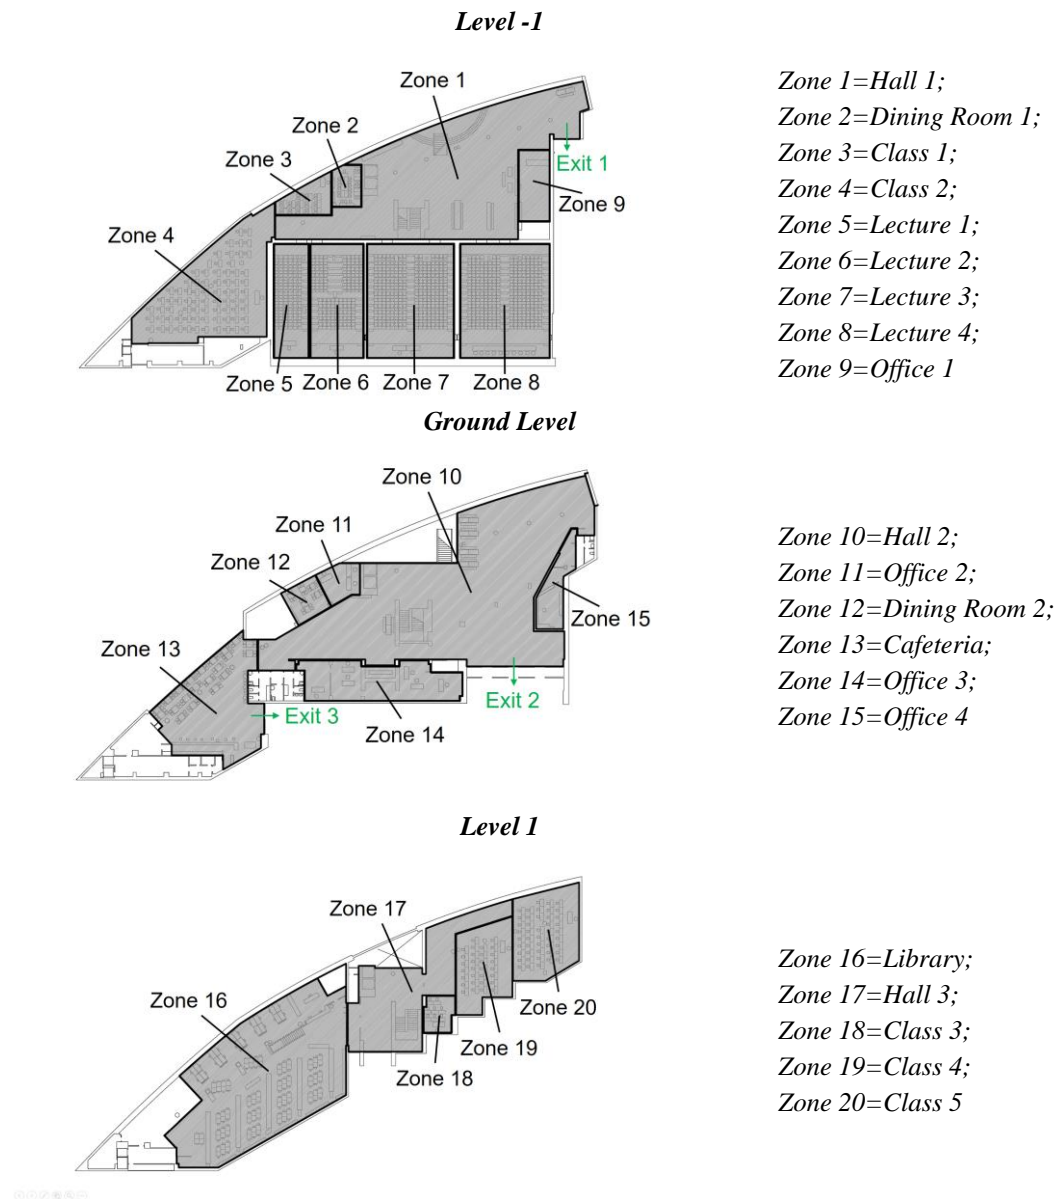 Level -1
Zone 1
Zone 2
Zone 3
Exit 1
Zone 9
Zone 4
Zone 5 Zone 6 Zone 7 Zone 8
Zone 1=Hall 1;
Zone 2=Dining Room 1;
Zone 3=Class 1;
Zone 4=Class 2;
Zone 5=Lecture 1;
Zone 6=Lecture 2;
Zone 7=Lecture 3;
Zone 8=Lecture 4;
Zone 9=Office 1
Ground Level
Zone 10
Zone 11
Zone 12
Zone 15
Zone 13
Exit 2
Exit 3
Zone 14
Zone 10=Hall 2;
Zone 11=Office 2;
Zone 12=Dining Room 2;
Zone 13=Cafeteria;
Zone 14=Office 3;
Zone 15=Office 4
Level 1
Zone 17
Zone 16
Zone 20
Zone 19
Zone 18
Zone 16=Library;
Zone 17=Hall 3;
Zone 18=Class 3;
Zone 19=Class 4;
Zone 20=Class 5